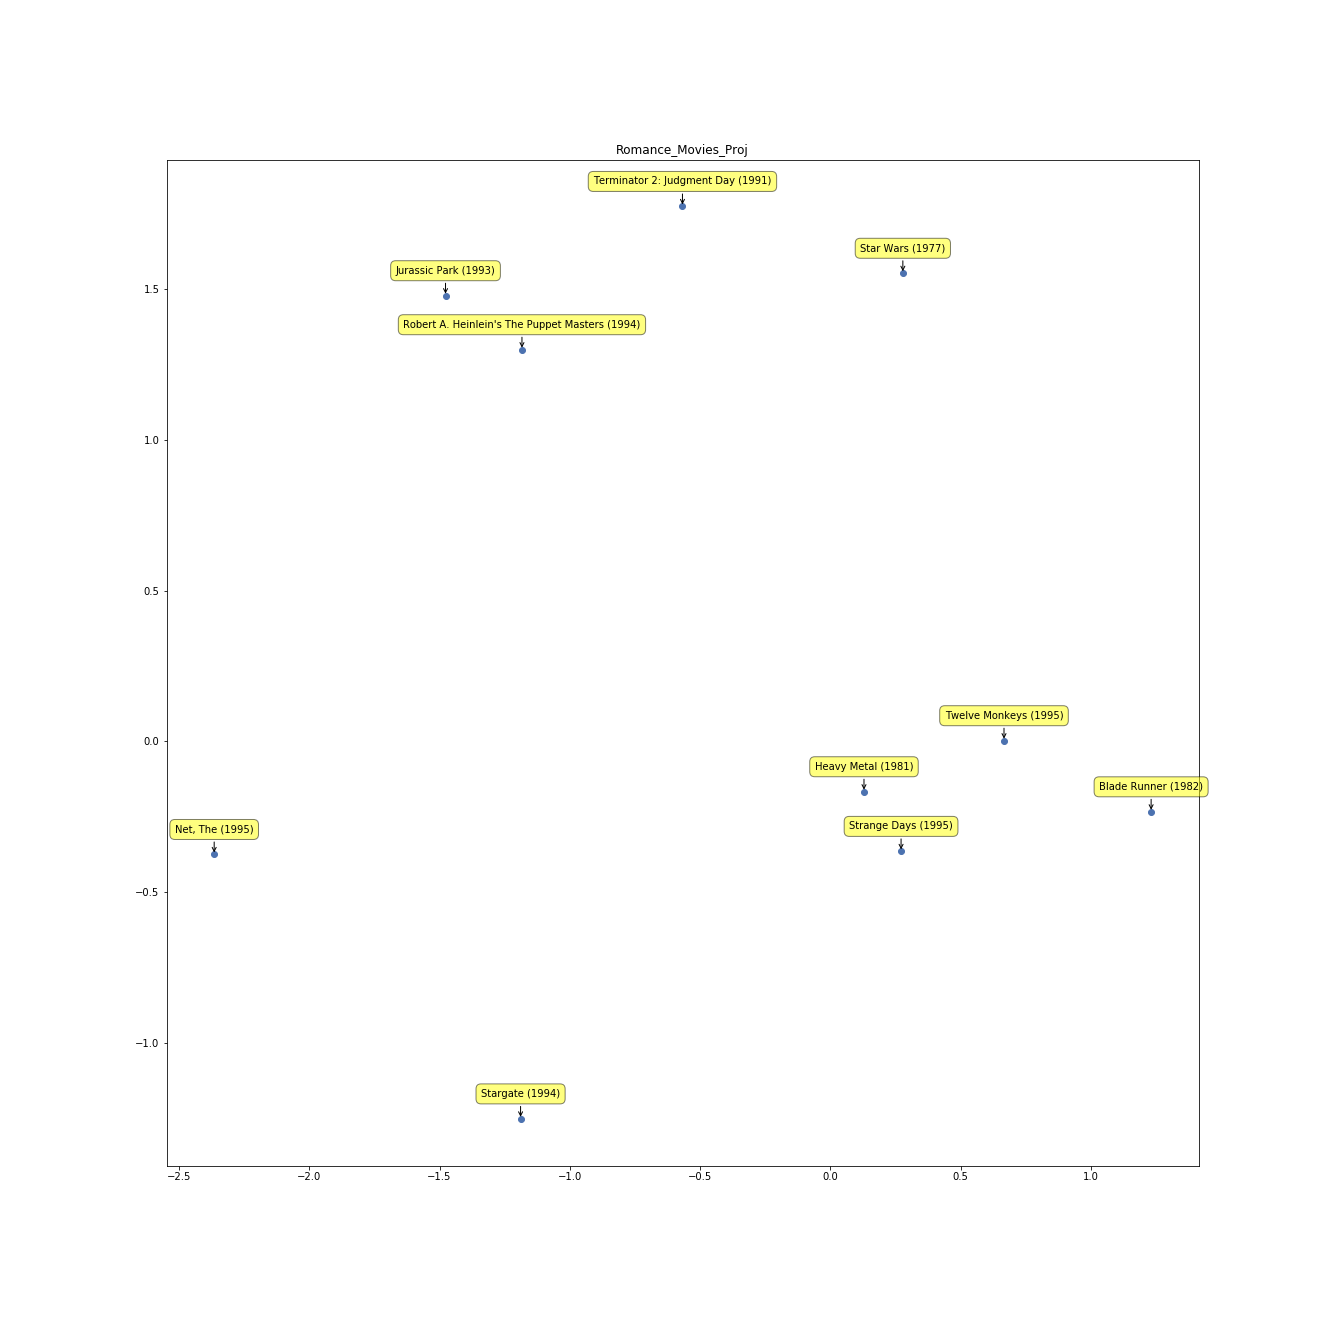 Romance_Movies_Proj
Terminator 2: Judgment Day (1991)
Star Wars (1977)
Jurassic Park (1993)
Robert A. Heinlein's The Puppet Masters (1994)
Twelve Monkeys (1995)
Heavy Metal (1981)
Blade Runner (1982)
Strange Days (1995)
Net, The (1995)
Stargate (1994)
1.5
1.0
0.5
0.0
−0.5
−1.0
−2.5
−2.0
−1.5
−1.0
−0.5
0.0
0.5
1.0